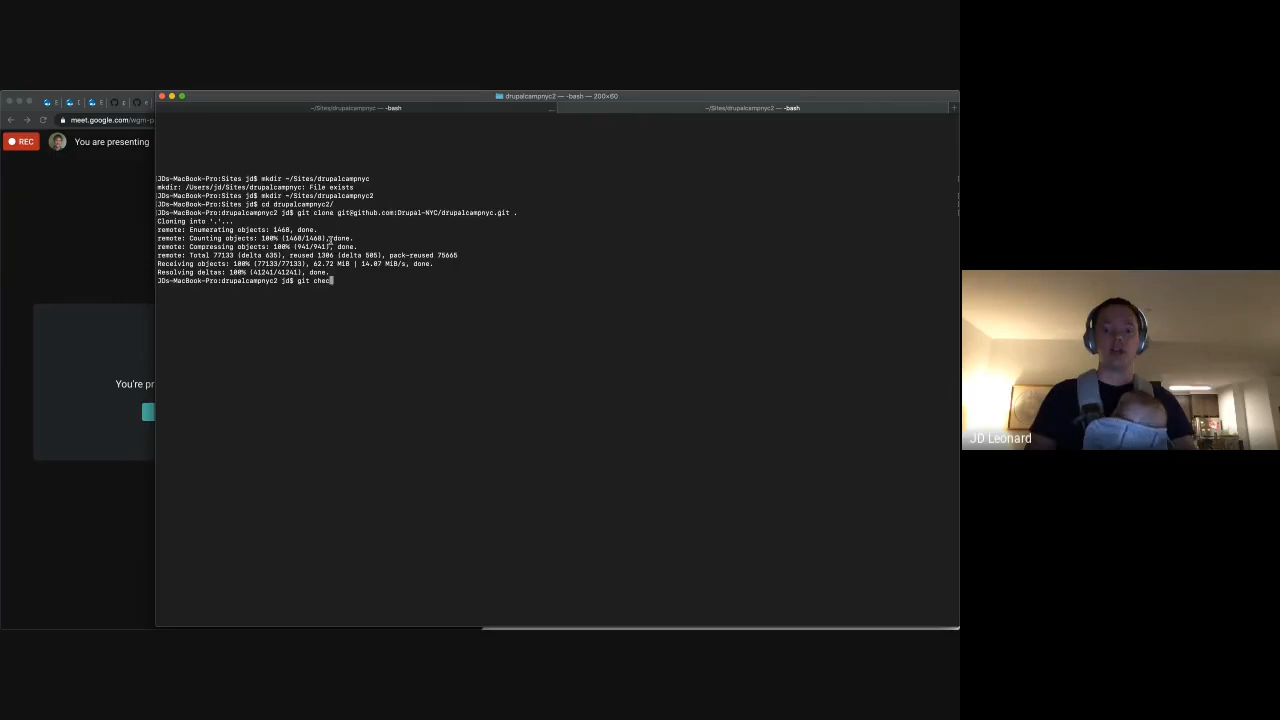 drupalcampnyc2 — -bash — 200×60
~/Sites/drupalcampnyc — -bash
~/Sites/drupalcampnyc2 — -bash
meet.google.com/wgm-p
REC
You are presenting
JDs-MacBook-Pro:Sites jd$ mkdir ~/Sites/drupalcampnyc
mkdir: /Users/jd/Sites/drupalcampnyc: File exists
JDs-MacBook-Pro:Sites jd$ mkdir ~/Sites/drupalcampnyc2
JDs-MacBook-Pro:Sites jd$ cd drupalcampnyc2/
JDs-MacBook-Pro:drupalcampnyc2 jd$ git clone git@github.com:Drupal-NYC/drupalcampnyc.git .
Cloning into '.'...
remote: Enumerating objects: 1468, done.
remote: Counting objects: 100% (1468/1468), done.
remote: Compressing objects: 100% (941/941), done.
remote: Total 77133 (delta 635), reused 1306 (delta 505), pack-reused 75665
Receiving objects: 100% (77133/77133), 62.72 MiB | 14.07 MiB/s, done.
Resolving deltas: 100% (41241/41241), done.
JDs-MacBook-Pro:drupalcampnyc2 jd$ git chec
You're pr
JD Leonard